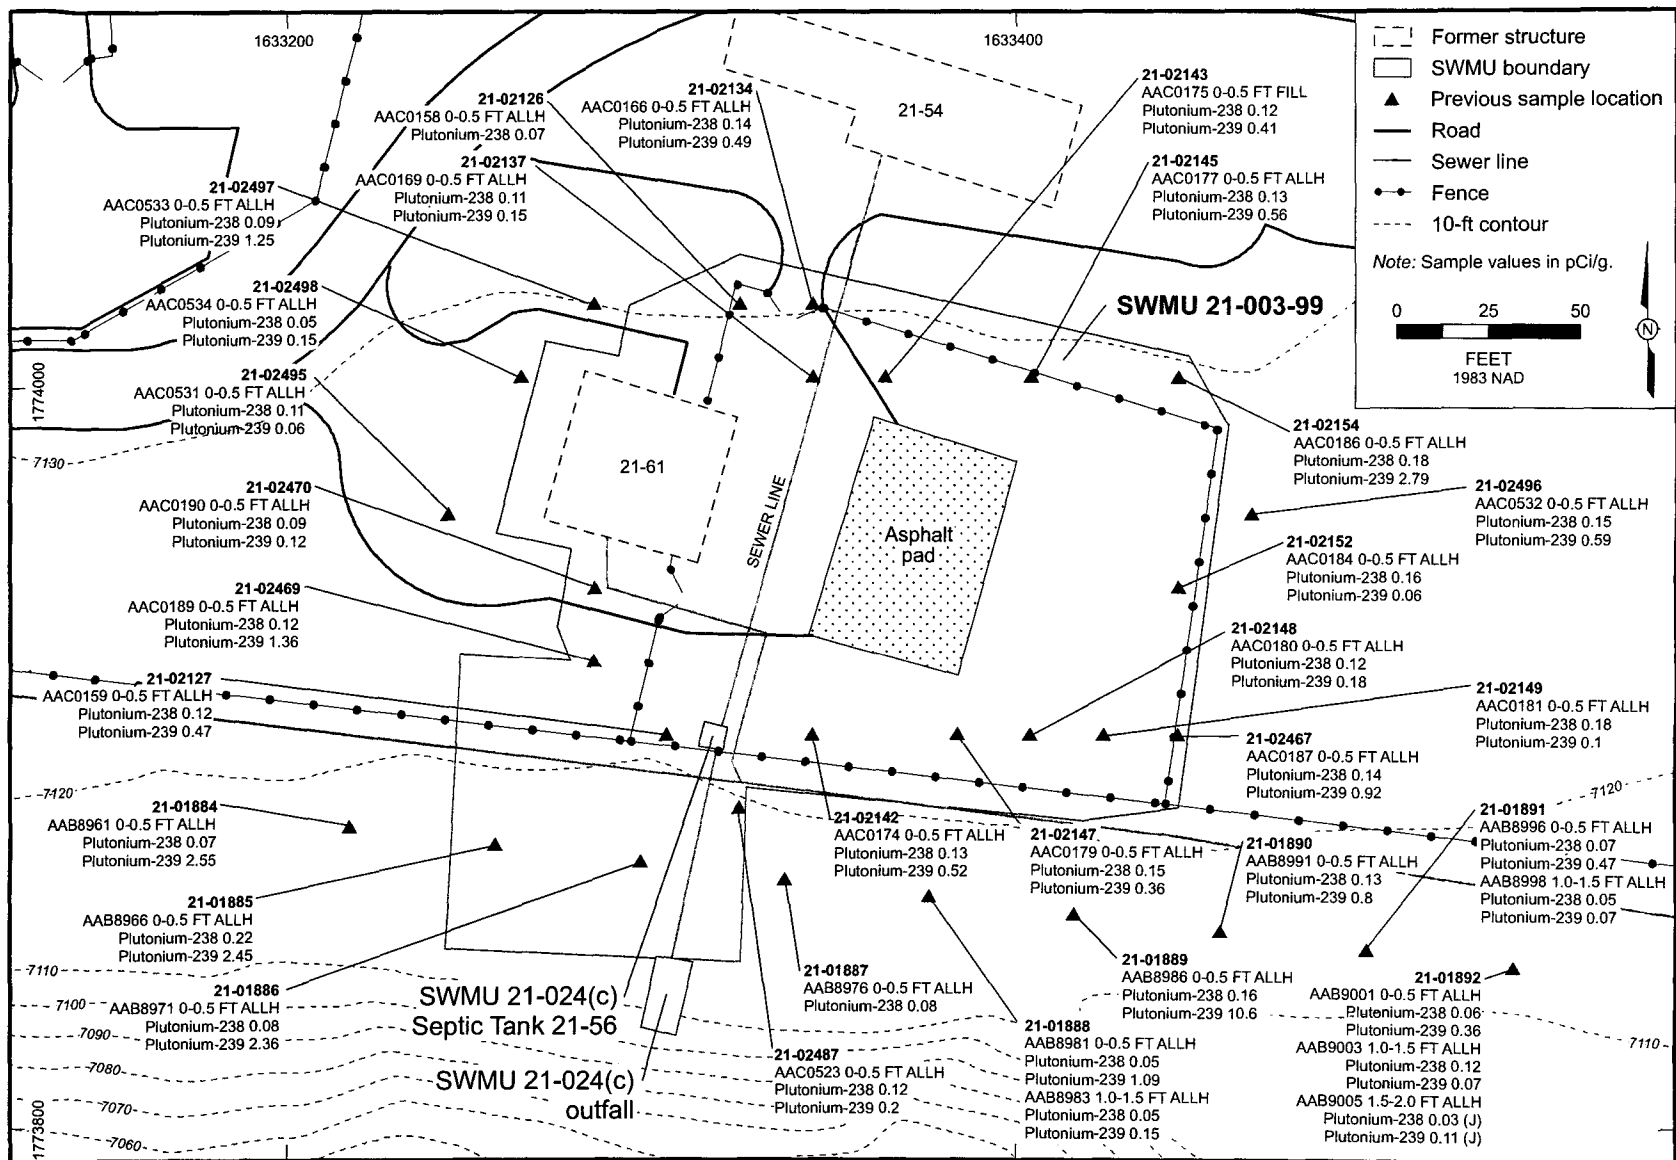 1633200
1633400
Former structure
SWMU boundary
Previous sample location
Road
Sewer line
Fence
10-ft contour
Note: Sample values in pCi/g.
0 25 50
FEET
1983 NAD
N
21-54
21-02126
AAC0158 0-0.5 FT ALLH
Plutonium-238 0.07
21-02134
AAC0166 0-0.5 FT ALLH
Plutonium-238 0.14
Plutonium-239 0.49
21-02143
AAC0175 0-0.5 FT FILL
Plutonium-238 0.12
Plutonium-239 0.41
21-02137
AAC0169 0-0.5 FT ALLH
Plutonium-238 0.11
Plutonium-239 0.15
21-02145
AAC0177 0-0.5 FT ALLH
Plutonium-238 0.13
Plutonium-239 0.56
21-02497
AAC0533 0-0.5 FT ALLH
Plutonium-238 0.09
Plutonium-239 1.25
21-02498
AAC0534 0-0.5 FT ALLH
Plutonium-238 0.05
Plutonium-239 0.15
SWMU 21-003-99
1774000
21-02495
AAC0531 0-0.5 FT ALLH
Plutonium-238 0.11
Plutonium-239 0.06
7130
21-61
SEWER LINE
Asphalt
pad
21-02154
AAC0186 0-0.5 FT ALLH
Plutonium-238 0.18
Plutonium-239 2.79
21-02496
AAC0532 0-0.5 FT ALLH
Plutonium-238 0.15
Plutonium-239 0.59
21-02470
AAC0190 0-0.5 FT ALLH
Plutonium-238 0.09
Plutonium-239 0.12
21-02152
AAC0184 0-0.5 FT ALLH
Plutonium-238 0.16
Plutonium-239 0.06
21-02469
AAC0189 0-0.5 FT ALLH
Plutonium-238 0.12
Plutonium-239 1.36
21-02148
AAC0180 0-0.5 FT ALLH
Plutonium-238 0.12
Plutonium-239 0.18
21-02127
AAC0159 0-0.5 FT ALLH
Plutonium-238 0.12
Plutonium-239 0.47
21-02149
AAC0181 0-0.5 FT ALLH
Plutonium-238 0.18
Plutonium-239 0.1
21-02467
AAC0187 0-0.5 FT ALLH
Plutonium-238 0.14
Plutonium-239 0.92
7120
7120
21-01884
AAB8961 0-0.5 FT ALLH
Plutonium-238 0.07
Plutonium-239 2.55
21-02142
AAC0174 0-0.5 FT ALLH
Plutonium-238 0.13
Plutonium-239 0.52
21-02147
AAC0179 0-0.5 FT ALLH
Plutonium-238 0.15
Plutonium-239 0.36
21-01890
AAB8991 0-0.5 FT ALLH
Plutonium-238 0.13
Plutonium-239 0.8
21-01891
AAB8996 0-0.5 FT ALLH
Plutonium-238 0.07
Plutonium-239 0.47
AAB8998 1.0-1.5 FT ALLH
Plutonium-238 0.05
Plutonium-239 0.07
21-01885
AAB8966 0-0.5 FT ALLH
Plutonium-238 0.22
Plutonium-239 2.45
7110
21-01886
AAB8971 0-0.5 FT ALLH
Plutonium-238 0.08
Plutonium-239 2.36
7100
7090
7080
7070
7060
1773800
SWMU 21-024(c)
Septic Tank 21-56
SWMU 21-024(c)
outfall
21-01887
AAB8976 0-0.5 FT ALLH
Plutonium-238 0.08
21-02487
AAC0523 0-0.5 FT ALLH
Plutonium-238 0.12
Plutonium-239 0.2
21-01889
AAB8986 0-0.5 FT ALLH
Plutonium-238 0.16
Plutonium-239 10.6
21-01888
AAB8981 0-0.5 FT ALLH
Plutonium-238 0.05
Plutonium-239 1.09
AAB8983 1.0-1.5 FT ALLH
Plutonium-238 0.05
Plutonium-239 0.15
21-01892
AAB9001 0-0.5 FT ALLH
Plutonium-238 0.06
Plutonium-239 0.36
AAB9003 1.0-1.5 FT ALLH
Plutonium-238 0.12
Plutonium-239 0.07
AAB9005 1.5-2.0 FT ALLH
Plutonium-238 0.03 (J)
Plutonium-239 0.11 (J)
7110